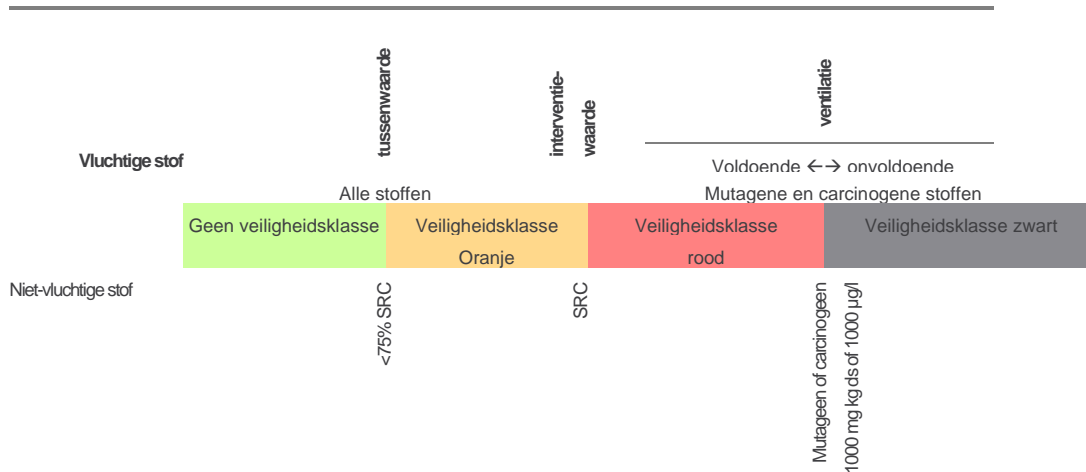 tussenwaarde
interventie-
waarde
ventilatie
Vluchtige stof
Voldoende ←→ onvoldoende
Alle stoffen
Mutagene en carcinogene stoffen
Geen veiligheidsklasse
Veiligheidsklasse
Oranje
Veiligheidsklasse
rood
Veiligheidsklasse zwart
Niet-vluchtige stof
<75% SRC
SRC
Mutageen of carcinogeen
1000 mg kg ds of 1000 µg/l